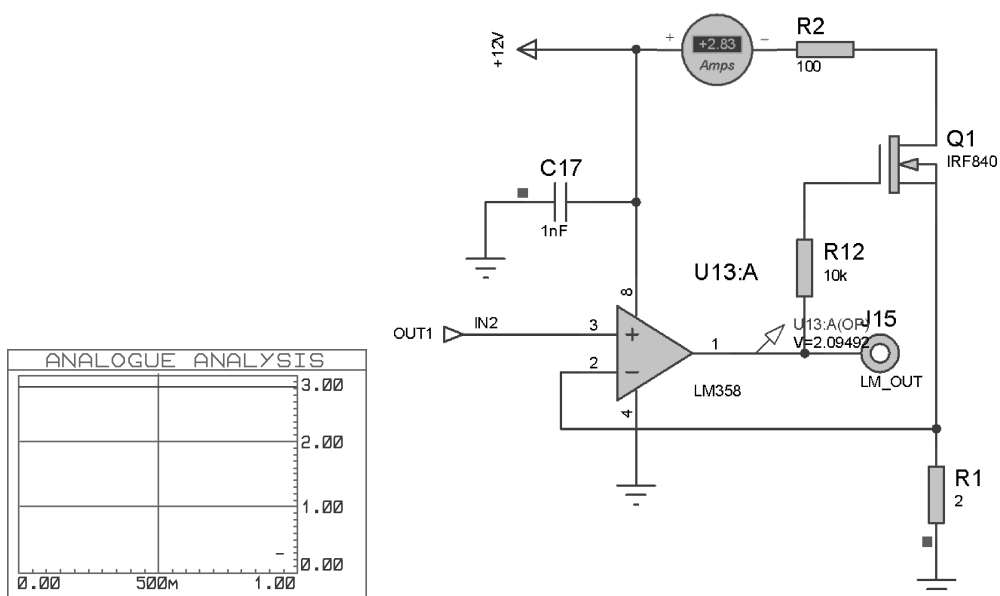 +12V
+
+2.83
Amps
−
R2
100
Q1
IRF840
C17
1nF
R12
10k
U13:A
8
OUT1
IN2
3
+
2
−
1
4
LM358
U13:A(OP)
V=2.09492
J15
LM_OUT
R1
2
ANALOGUE ANALYSIS
3.00
2.00
1.00
0.00
0.00
500m
1.00